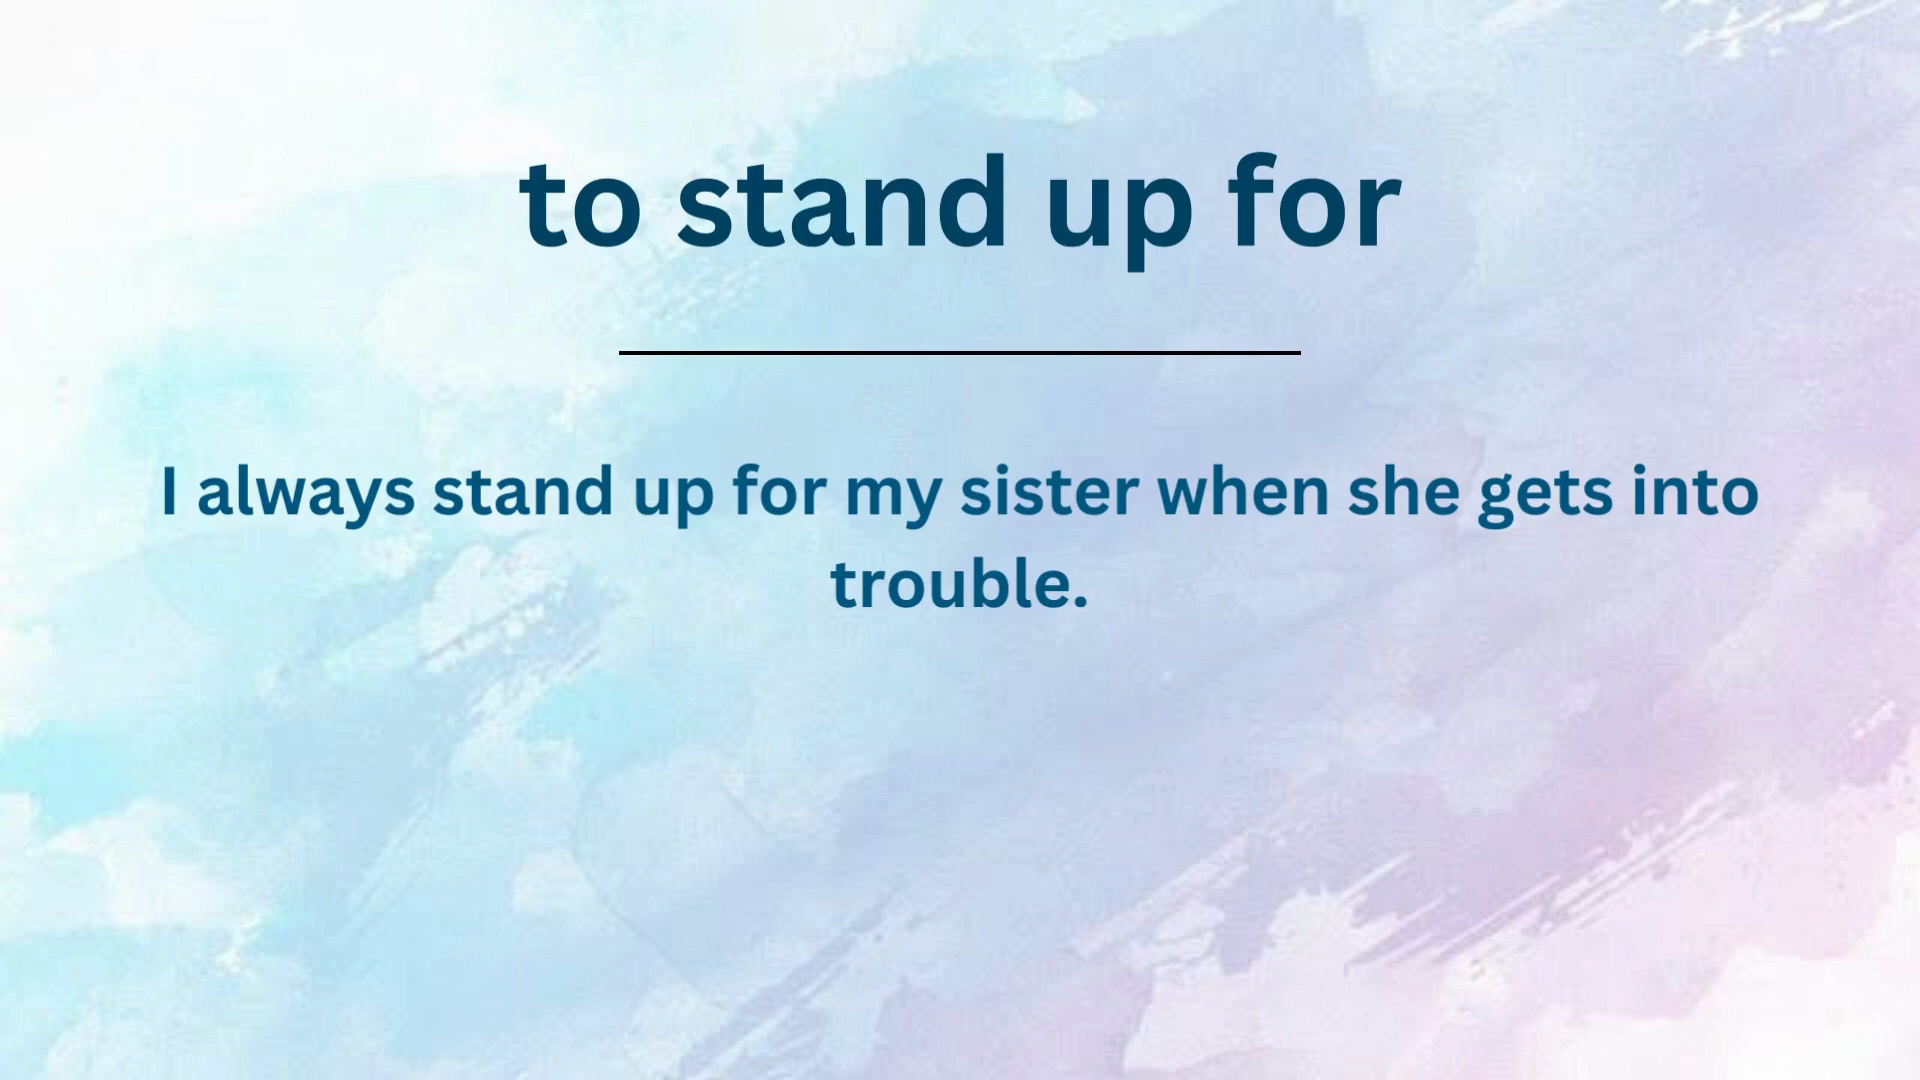 to stand up for
I always stand up for my sister when she gets into
trouble.